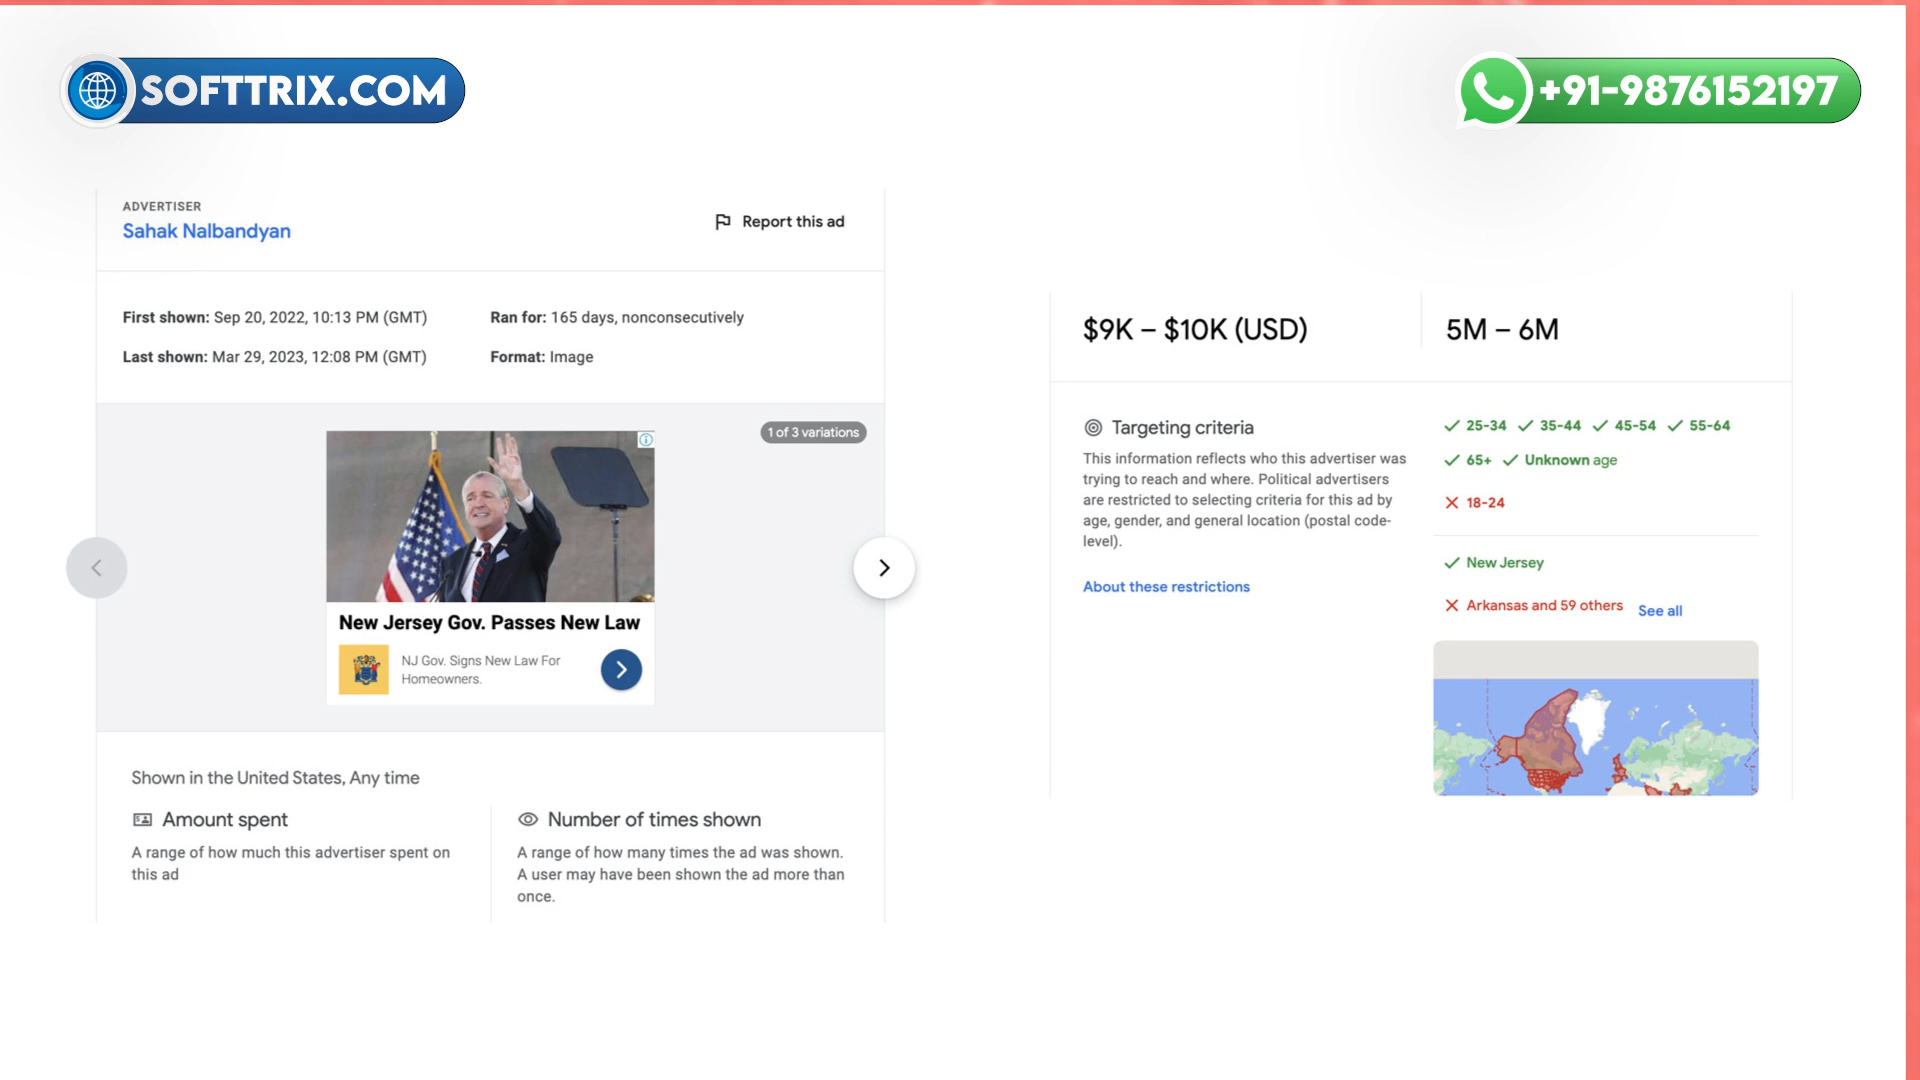 SOFTTRIX.COM
+91-9876152197
ADVERTISER
Sahak Nalbandyan
Report this ad
First shown: Sep 20, 2022, 10:13 PM (GMT)
Ran for: 165 days, nonconsecutively
Last shown: Mar 29, 2023, 12:08 PM (GMT)
Format: Image
1 of 3 variations
New Jersey Gov. Passes New Law
NJ Gov. Signs New Law For
Homeowners.
Shown in the United States, Any time
Amount spent
A range of how much this advertiser spent on
this ad
Number of times shown
A range of how many times the ad was shown.
A user may have been shown the ad more than
once.
$9K – $10K (USD)
5M – 6M
Targeting criteria
This information reflects who this advertiser was
trying to reach and where. Political advertisers
are restricted to selecting criteria for this ad by
age, gender, and general location (postal code-
level).
About these restrictions
25-34 35-44 45-54 55-64
65+ Unknown age
18-24
New Jersey
Arkansas and 59 others See all